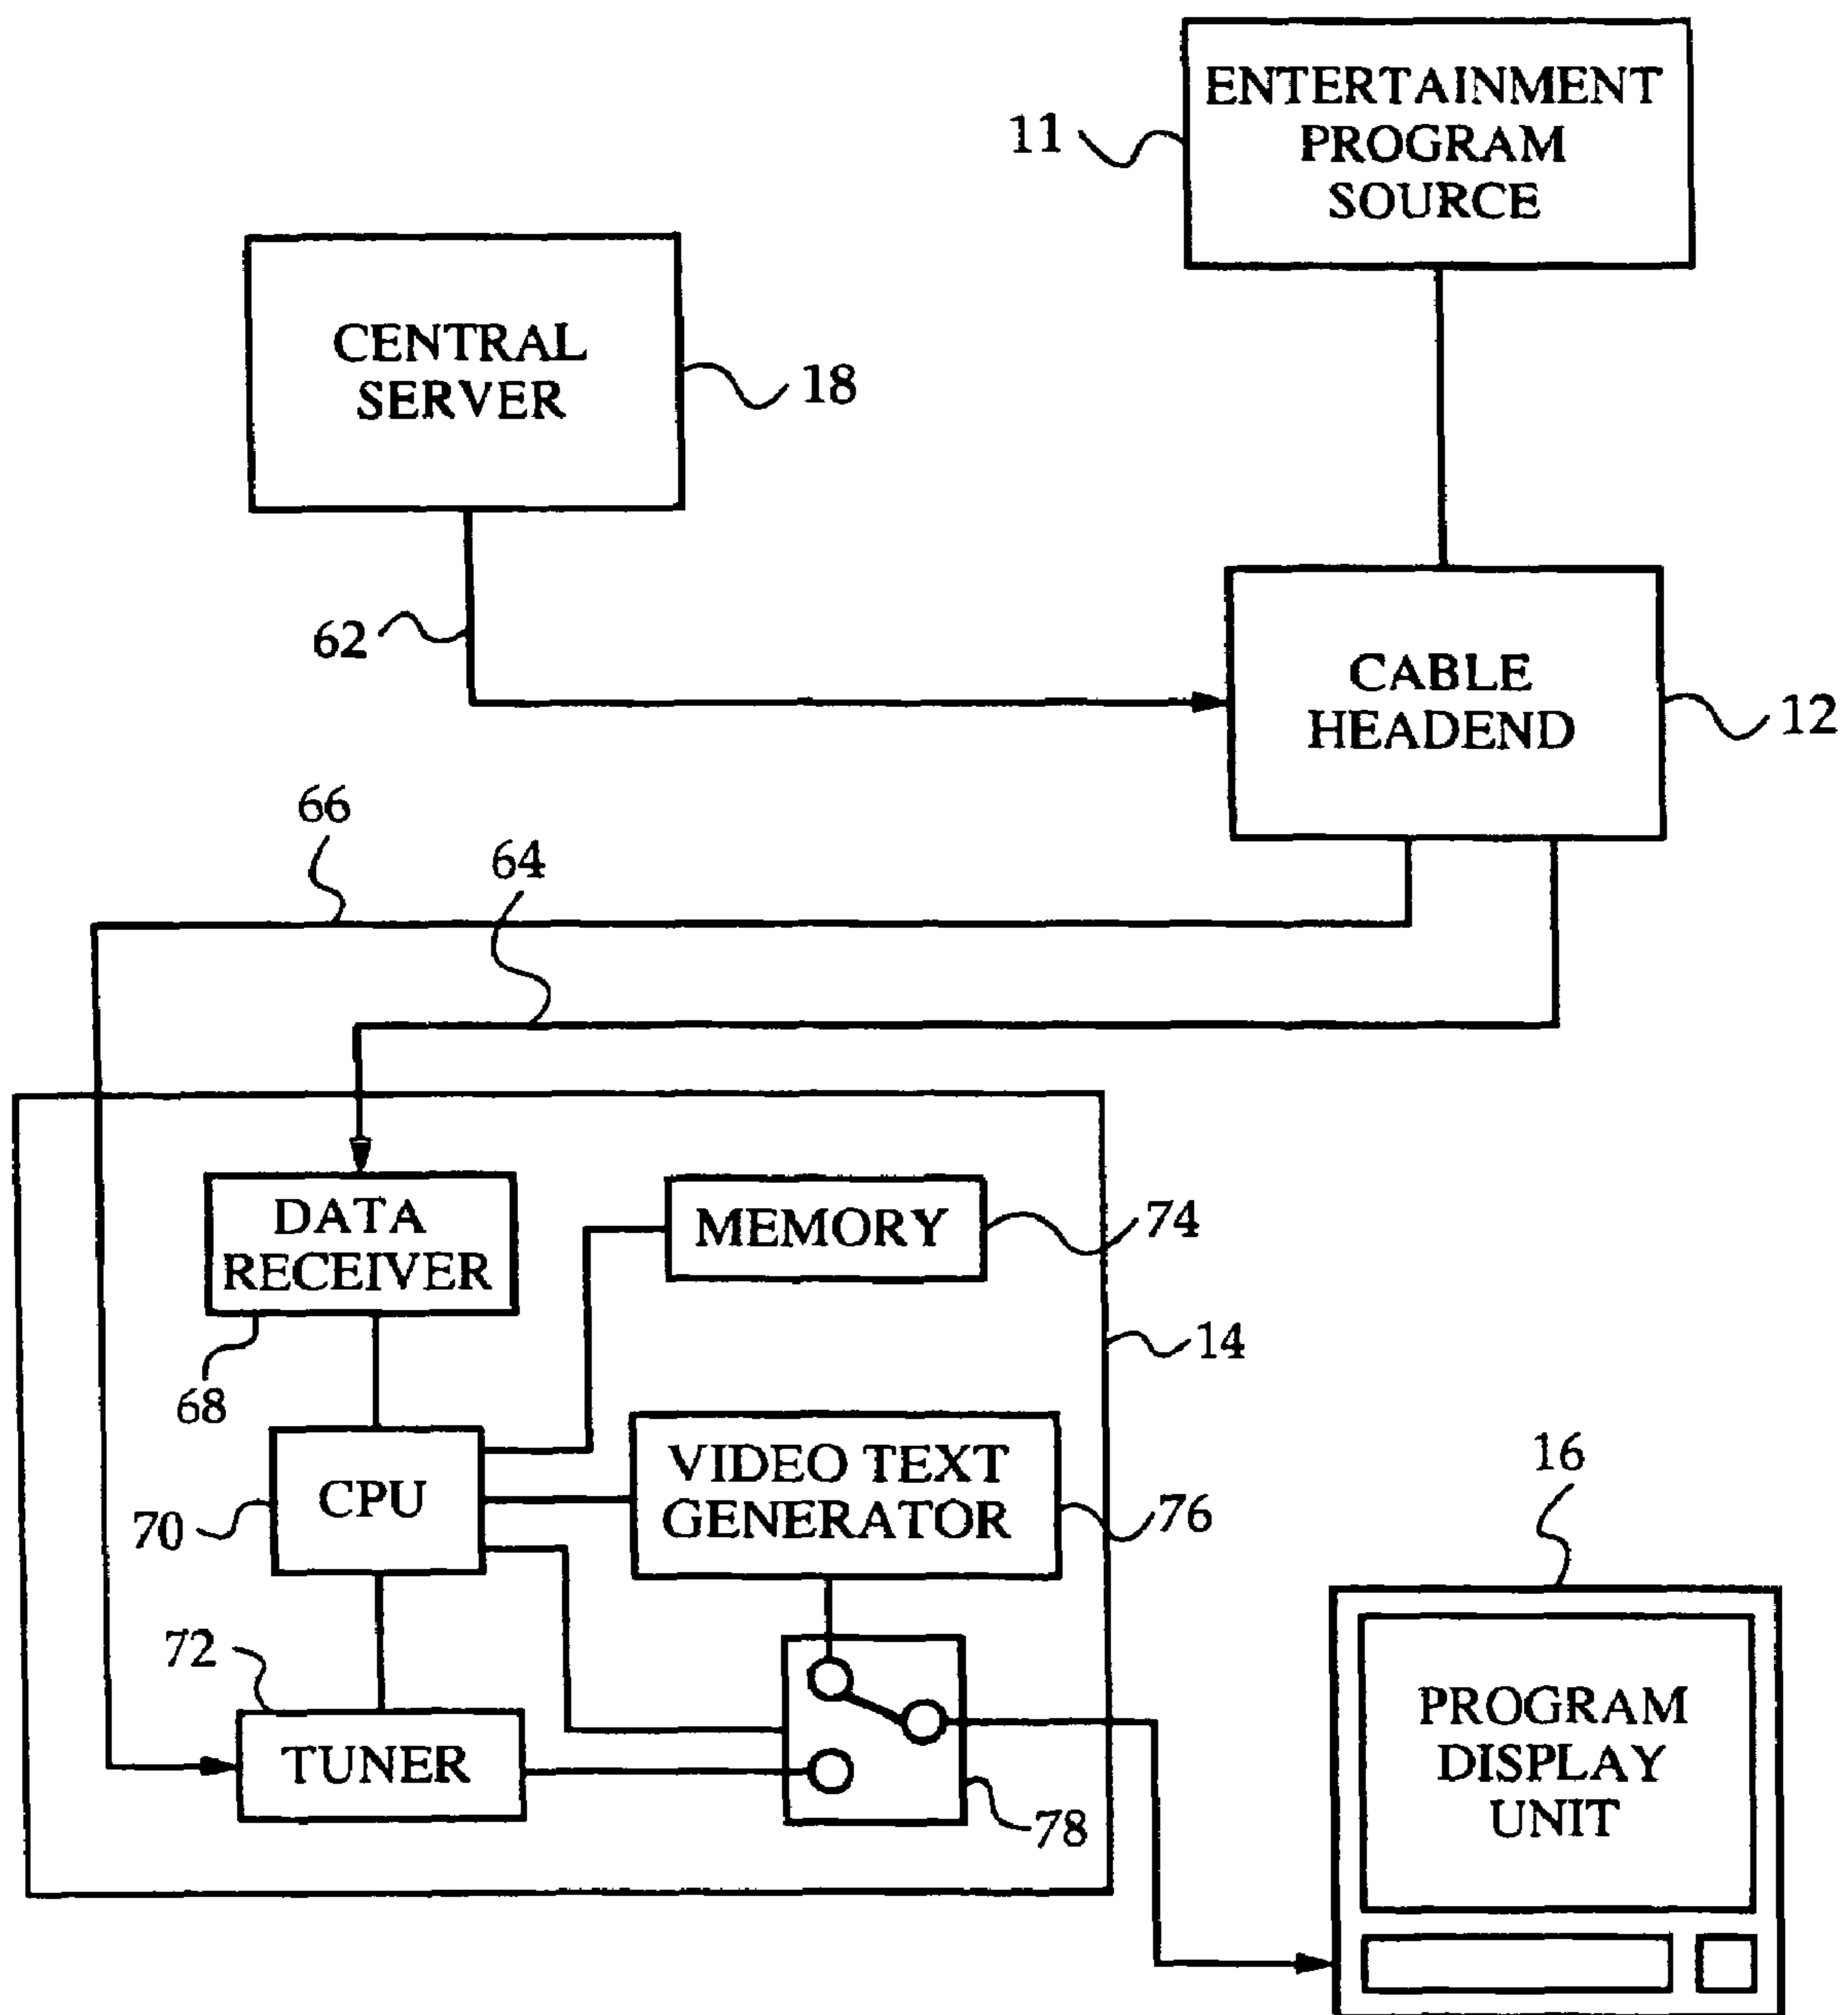 ENTERTAINMENT
PROGRAM
SOURCE
11
CENTRAL
SERVER
18
62
CABLE
HEADEND
12
66
64
DATA
RECEIVER
68
MEMORY
74
14
CPU
70
VIDEO TEXT
GENERATOR
76
16
72
TUNER
78
PROGRAM
DISPLAY
UNIT